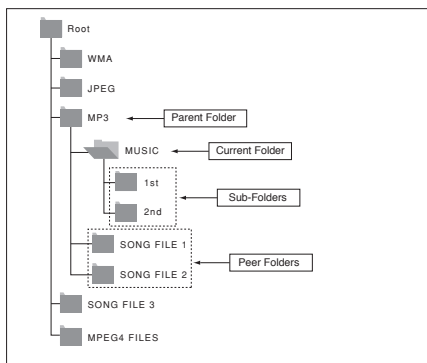 Root
WMA
JPEG
MP3 Parent Folder
MUSIC Current Folder
1st
Sub-Folders
2nd
SONG FILE 1
Peer Folders
SONG FILE 2
SONG FILE 3
MPEG4 FILES